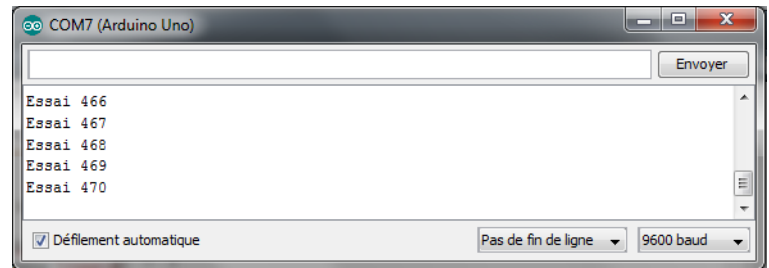 COM7 (Arduino Uno)
Envoyer
Essai 466
Essai 467
Essai 468
Essai 469
Essai 470
Défilement automatique
Pas de fin de ligne
9600 baud